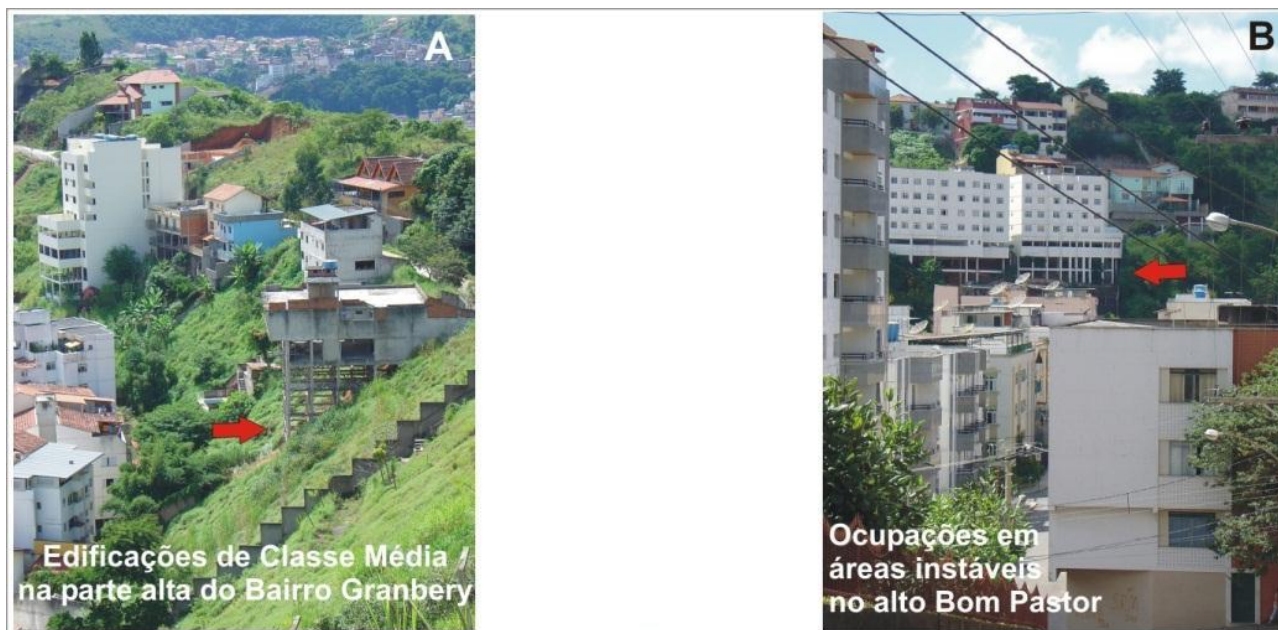 A
Edificações de Classe Média
na parte alta do Bairro Granbery
B
Ocupações em
áreas instáveis
no alto Bom Pastor